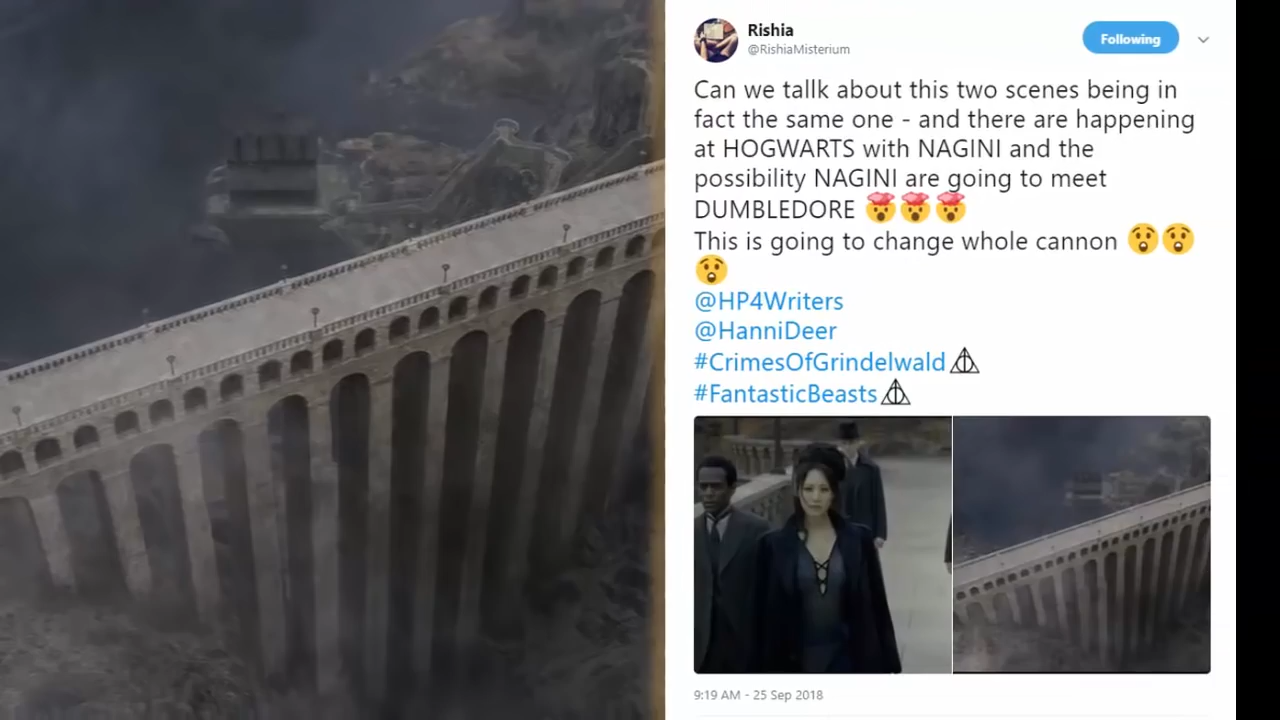 Rishia
@RishiaMisterium
Following
Can we tallk about this two scenes being in
fact the same one - and there are happening
at HOGWARTS with NAGINI and the
possibility NAGINI are going to meet
DUMBLEDORE 🤯🤯🤯
This is going to change whole cannon 😲😲
😲
@HP4Writers
@HanniDeer
#CrimesOfGrindelwald
#FantasticBeasts
9:19 AM - 25 Sep 2018